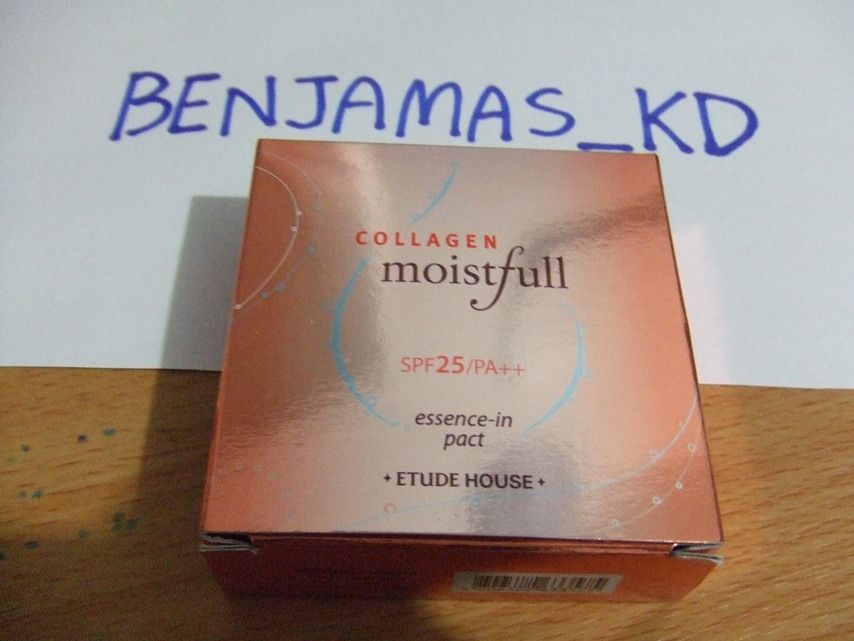 BENJAMAS_KD
COLLAGEN
moistfull
SPF25/PA++
essence-in
pact
ETUDE HOUSE